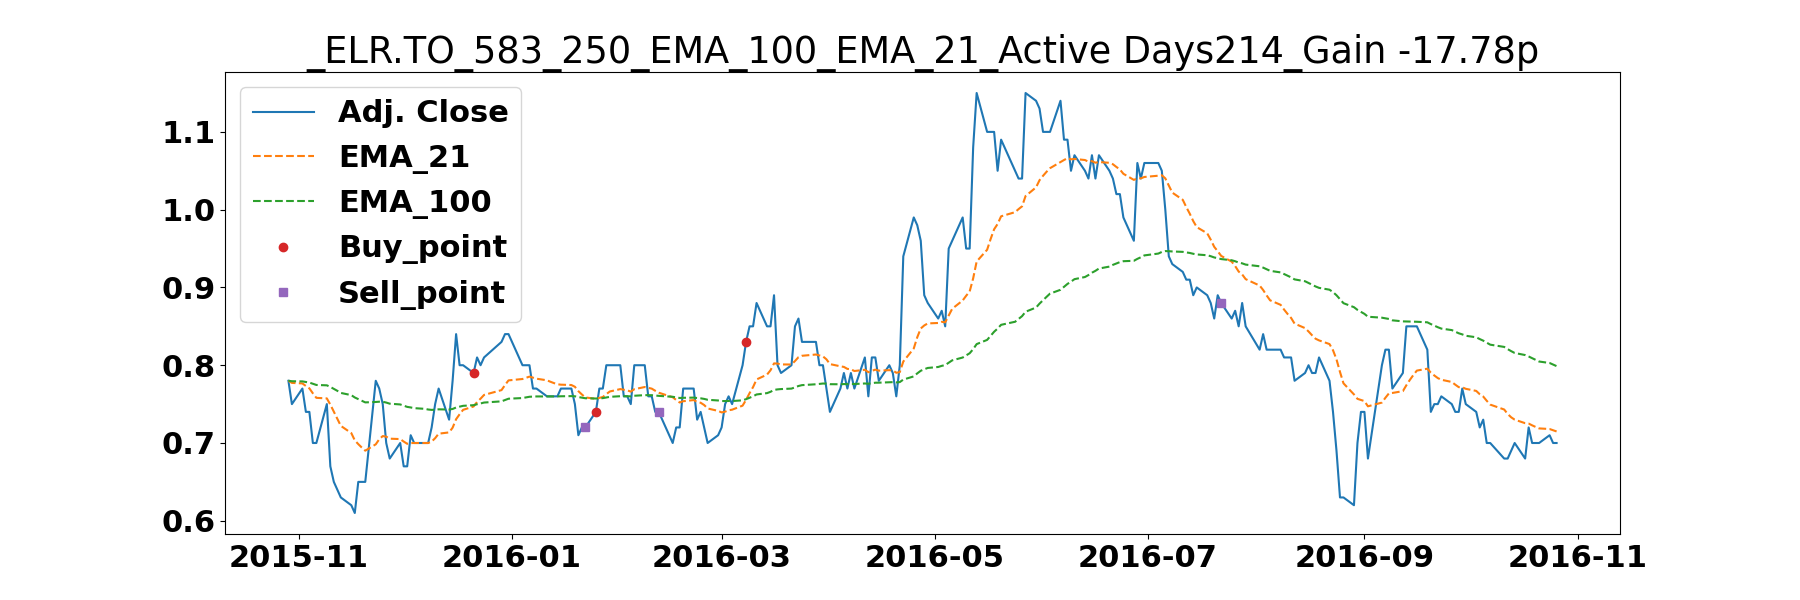 _ELR.TO_583_250_EMA_100_EMA_21_Active Days214_Gain -17.78p
Adj. Close
EMA_21
EMA_100
Buy_point
Sell_point
1.1
1.0
0.9
0.8
0.7
0.6
2015-11 2016-01 2016-03 2016-05 2016-07 2016-09 2016-11